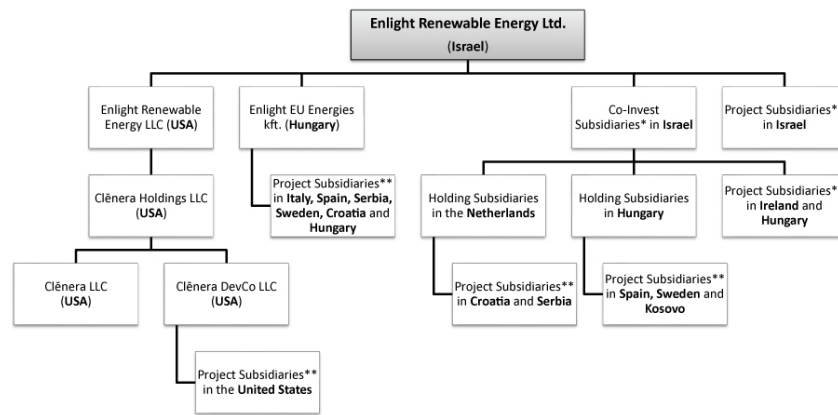 Enlight Renewable Energy Ltd.
(Israel)
Enlight Renewable
Energy LLC (USA)
Enlight EU Energies
kft. (Hungary)
Co-Invest
Subsidiaries* in Israel
Project Subsidiaries*
in Israel
Clēnera Holdings LLC
(USA)
Project Subsidiaries**
in Italy, Spain, Serbia,
Sweden, Croatia and
Hungary
Holding Subsidiaries
in the Netherlands
Holding Subsidiaries
in Hungary
Project Subsidiaries*
in Ireland and
Hungary
Clēnera LLC
(USA)
Clēnera DevCo LLC
(USA)
Project Subsidiaries**
in Croatia and Serbia
Project Subsidiaries**
in Spain, Sweden and
Kosovo
Project Subsidiaries**
in the United States